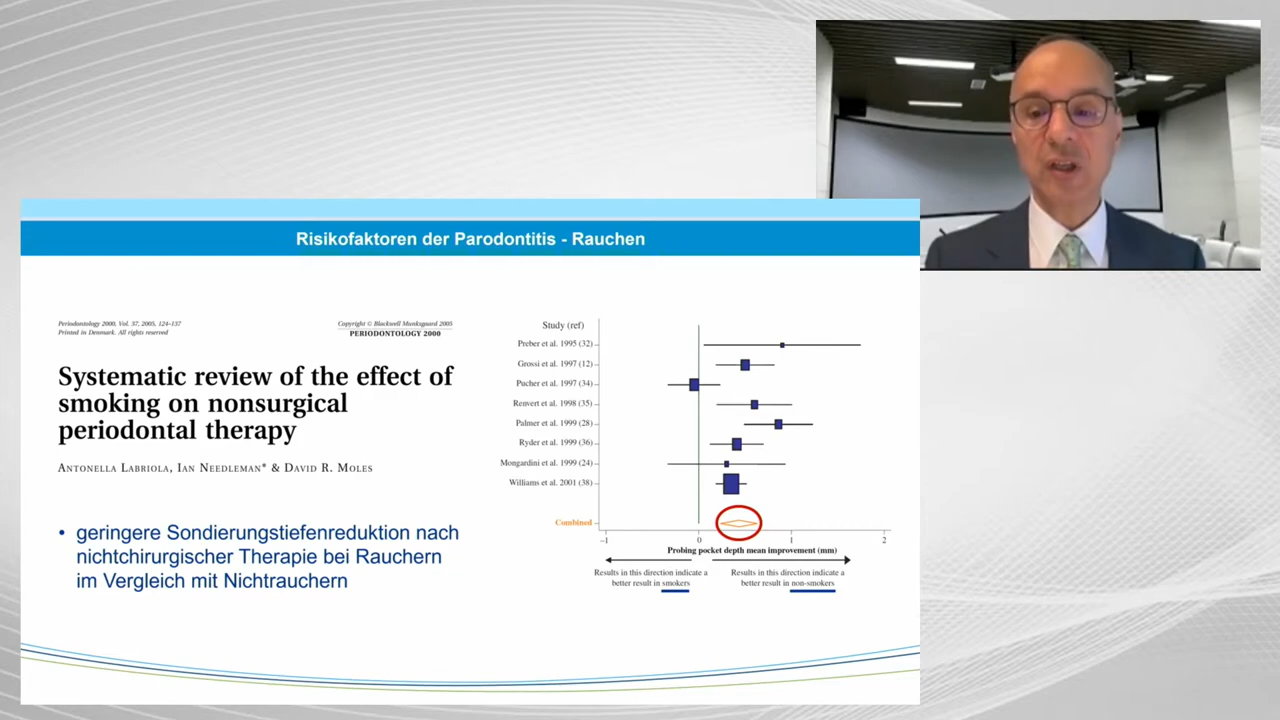 Risikofaktoren der Parodontitis - Rauchen
Periodontology 2000, Vol. 37, 2005, 124–137
Printed in Denmark. All rights reserved
Copyright © Blackwell Munksgaard 2005
PERIODONTOLOGY 2000
Systematic review of the effect of
smoking on nonsurgical
periodontal therapy
Antonella Labriola, Ian Needleman* & David R. Moles
• geringere Sondierungstiefenreduktion nach
nichtchirurgischer Therapie bei Rauchern
im Vergleich mit Nichtrauchern
Study (ref)
Preber et al. 1995 (32)
Grossi et al. 1997 (12)
Pucher et al. 1997 (34)
Renvert et al. 1998 (35)
Palmer et al. 1999 (28)
Ryder et al. 1999 (36)
Mongardini et al. 1999 (24)
Williams et al. 2001 (38)
Combined
–1 0 1 2
Probing pocket depth mean improvement (mm)
Results in this direction indicate a
better result in smokers
Results in this direction indicate a
better result in non-smokers